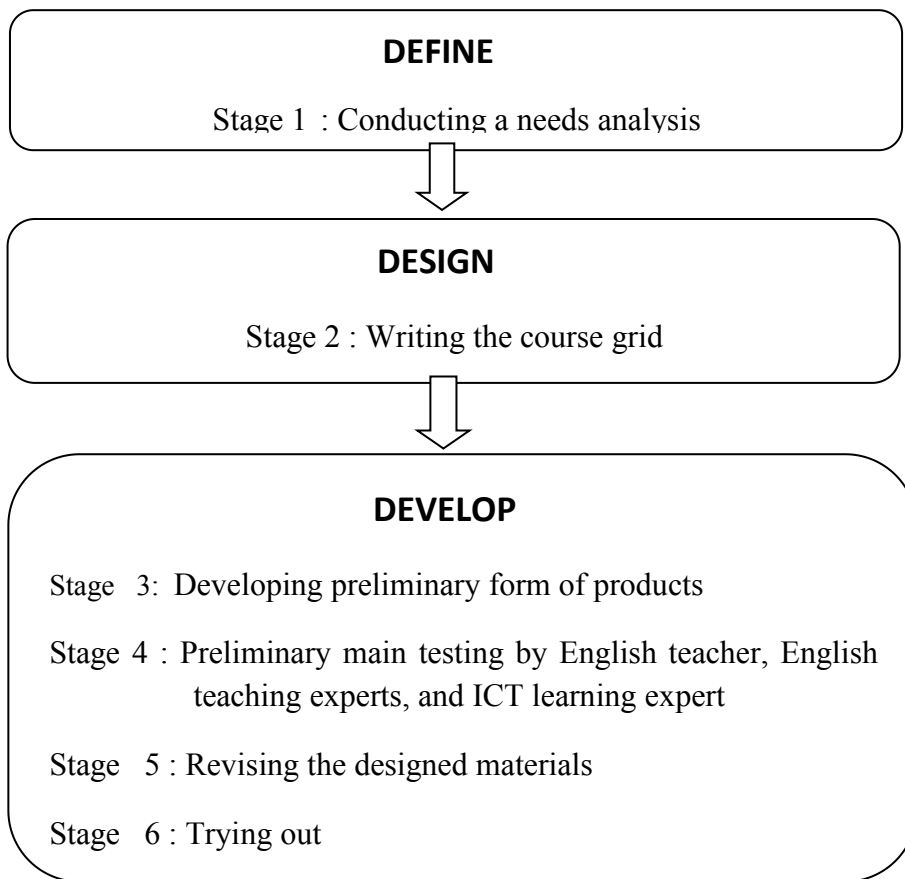 DEFINE
Stage 1 : Conducting a needs analysis
DESIGN
Stage 2 : Writing the course grid
DEVELOP
Stage 3: Developing preliminary form of products
Stage 4 : Preliminary main testing by English teacher, English
teaching experts, and ICT learning expert
Stage 5 : Revising the designed materials
Stage 6 : Trying out